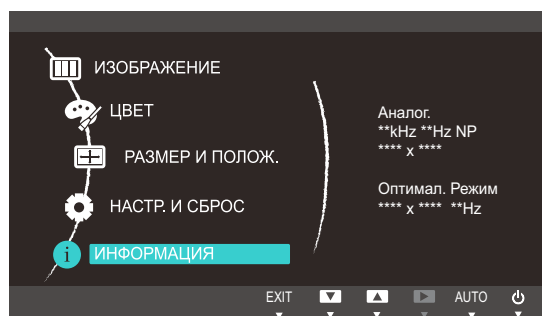 ИЗОБРАЖЕНИЕ
ЦВЕТ
РАЗМЕР И ПОЛОЖ.
НАСТР. И СБРОС
i ИНФОРМАЦИЯ
Аналог.
**kHz **Hz NP
**** x ****
Оптимал. Режим
**** x **** **Hz
EXIT AUTO